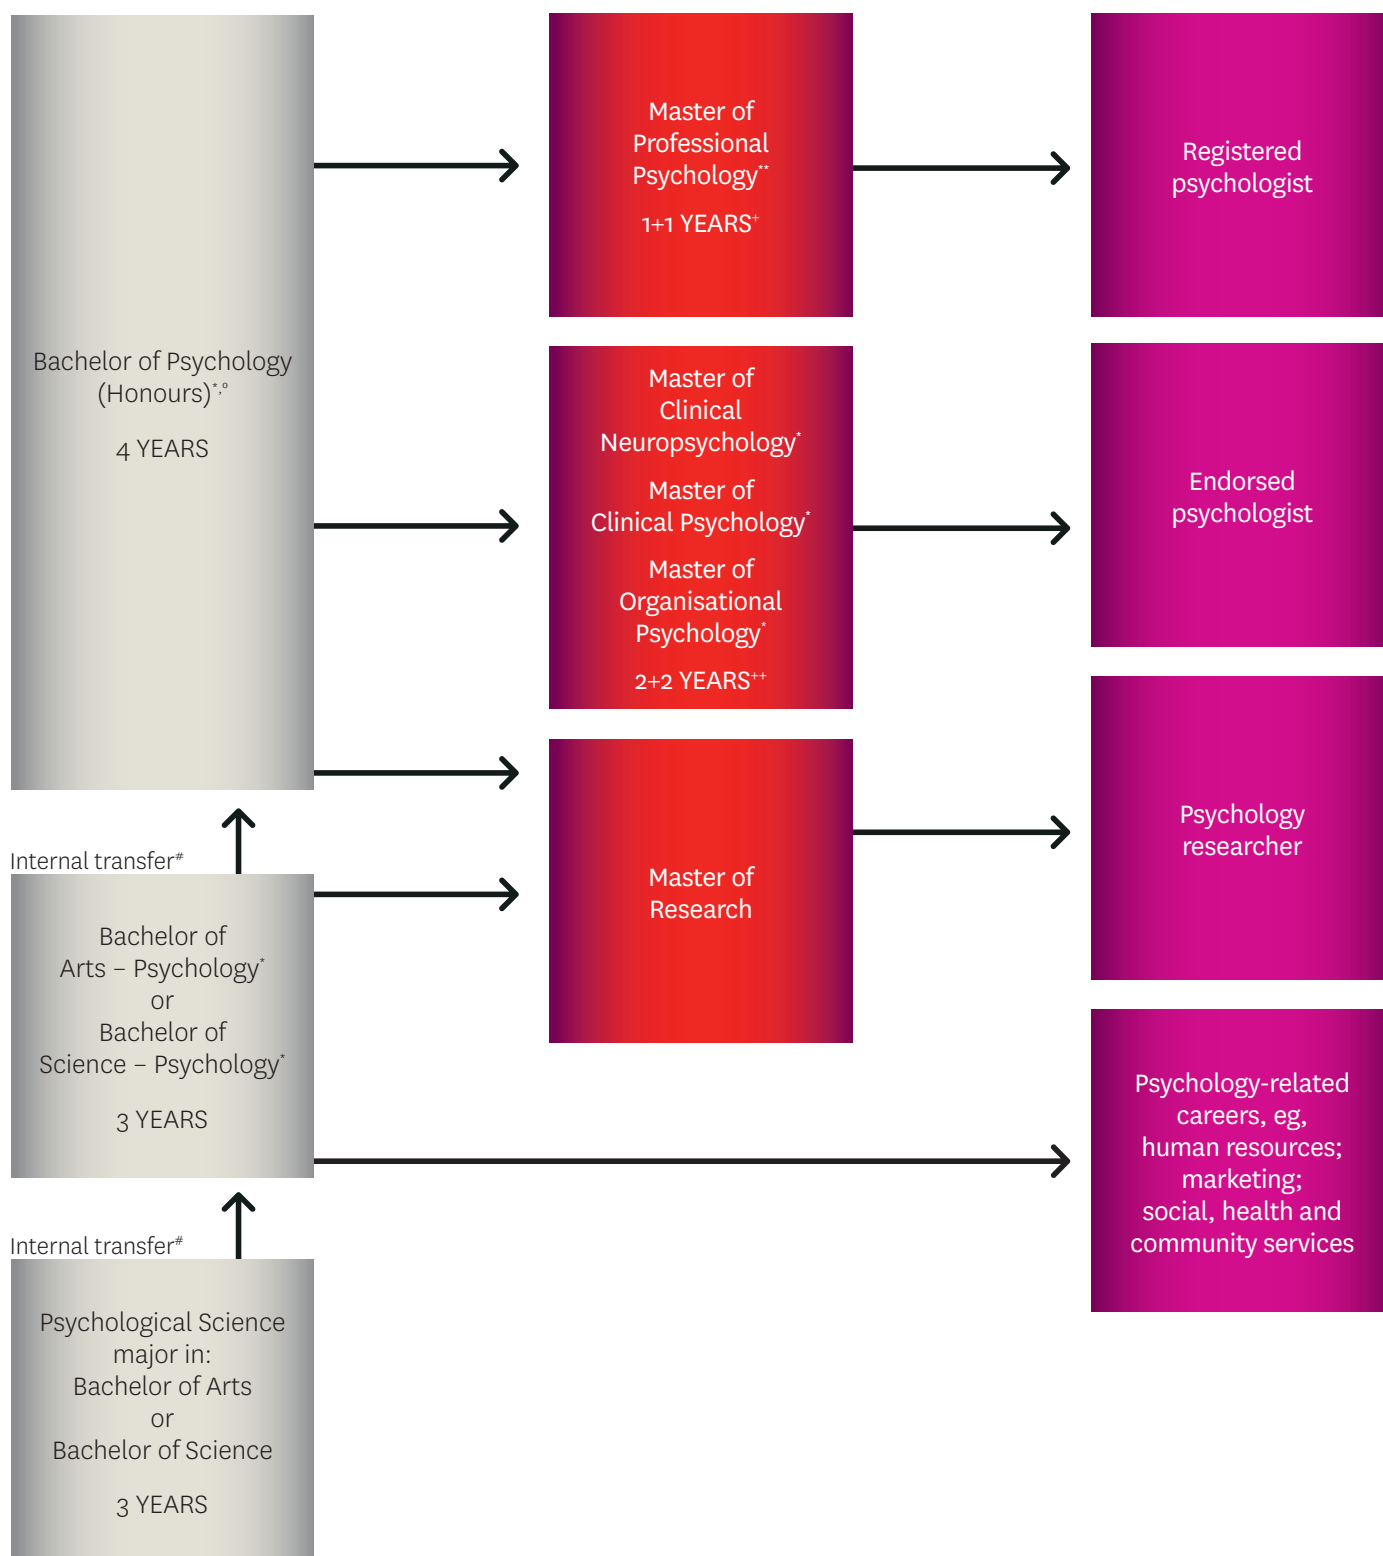 Bachelor of Psychology
(Honours)*,°
4 YEARS
Master of
Professional
Psychology**
1+1 YEARS+
Registered
psychologist
Master of
Clinical
Neuropsychology*
Master of
Clinical Psychology*
Master of
Organisational
Psychology*
2+2 YEARS++
Endorsed
psychologist
Internal transfer#
Bachelor of
Arts – Psychology*
or
Bachelor of
Science – Psychology*
3 YEARS
Master of
Research
Psychology
researcher
Psychology-related
careers, eg,
human resources;
marketing;
social, health and
community services
Internal transfer#
Psychological Science
major in:
Bachelor of Arts
or
Bachelor of Science
3 YEARS